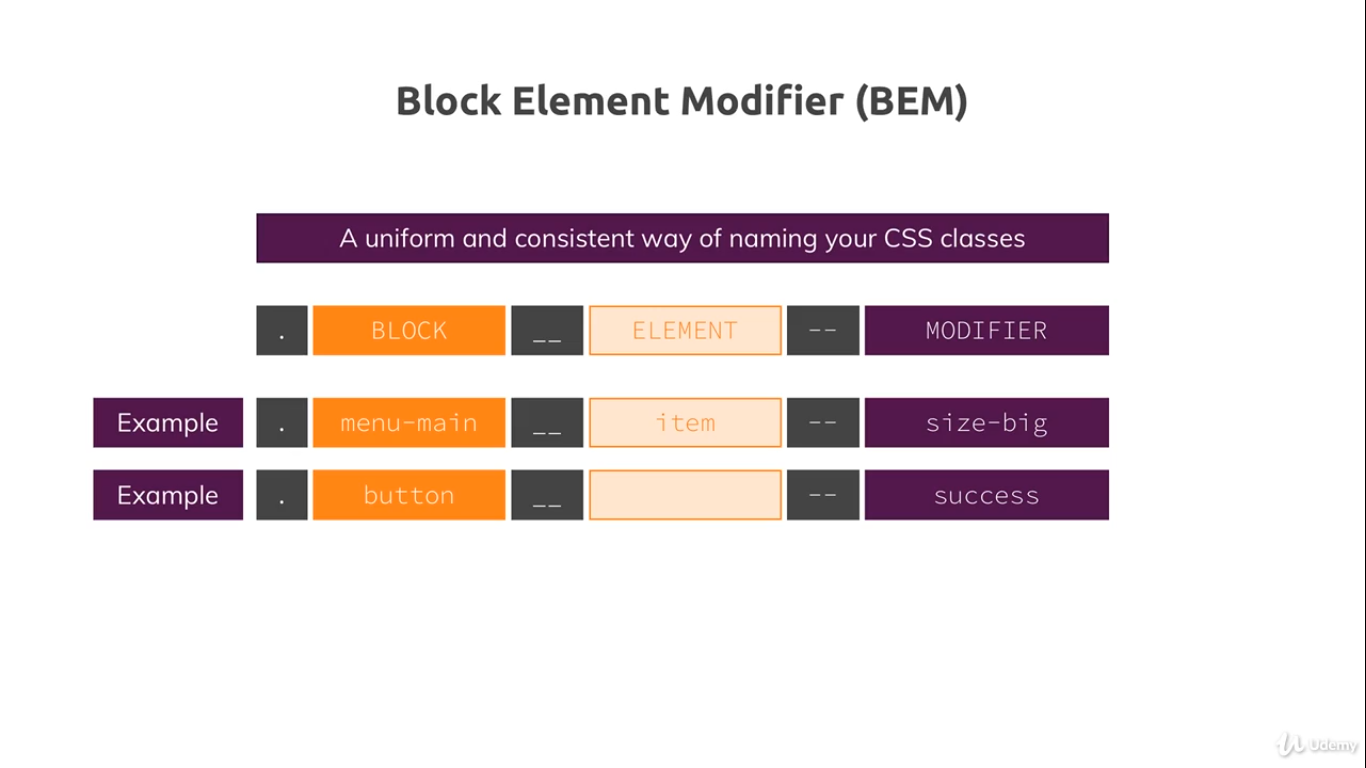 Block Element Modifier (BEM)
A uniform and consistent way of naming your CSS classes
. BLOCK __ ELEMENT -- MODIFIER
Example . menu-main __ item -- size-big
Example . button __ -- success
Udemy